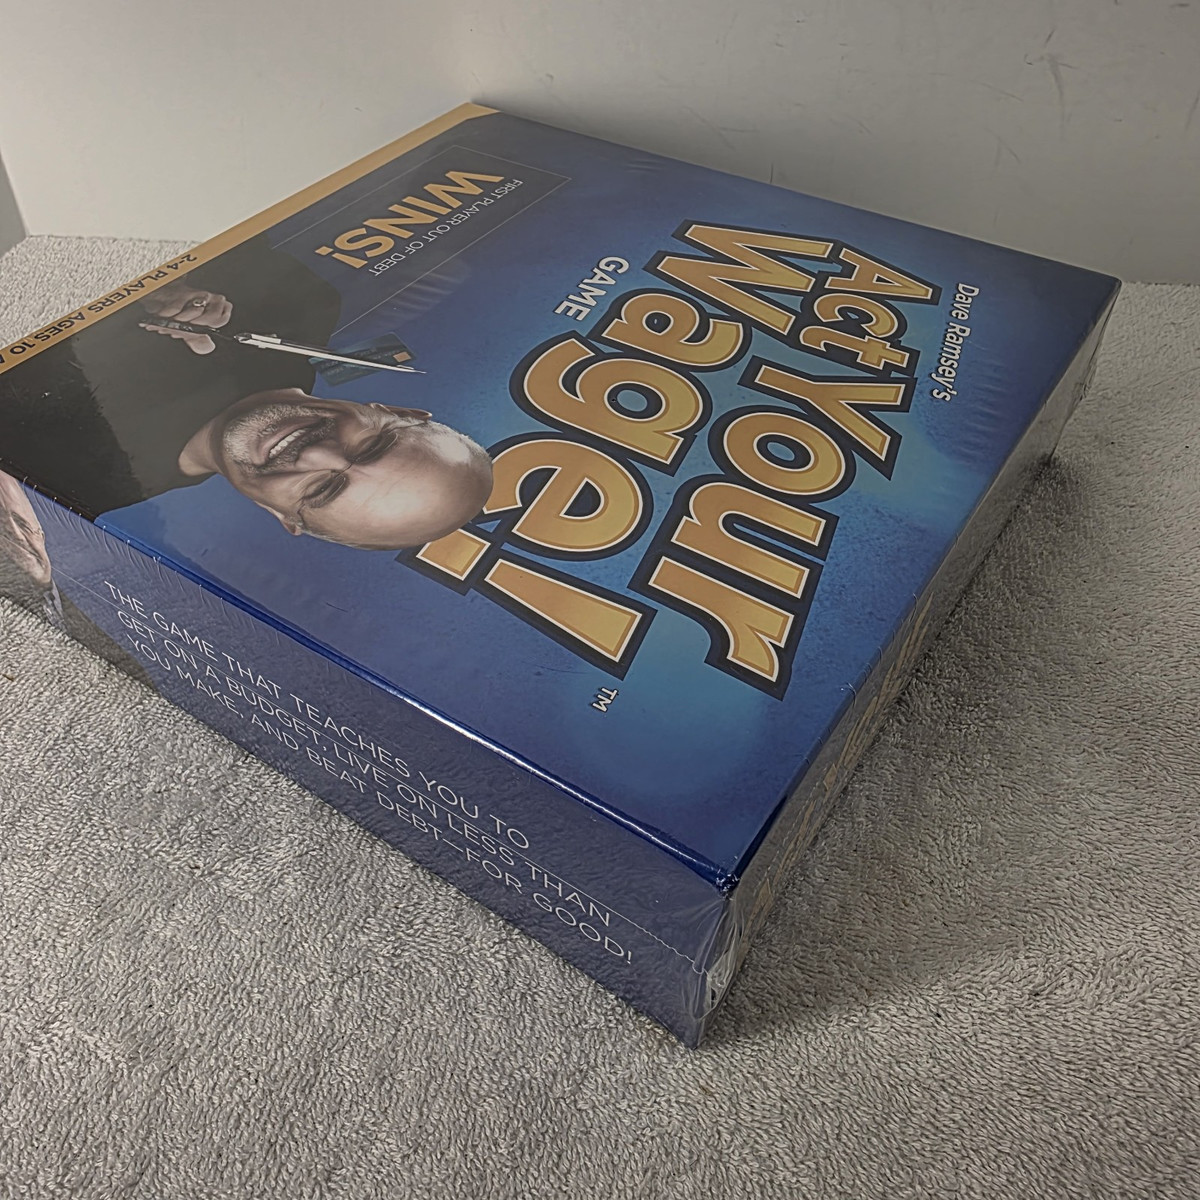 Dave Ramsey's
Act Your
Wage!
™
GAME
FIRST PLAYER OUT OF DEBT
WINS!
2-4 PLAYERS AGES 10
THE GAME THAT TEACHES YOU TO
GET ON A BUDGET, LIVE ON LESS THAN
YOU MAKE, AND BEAT DEBT—FOR GOOD!